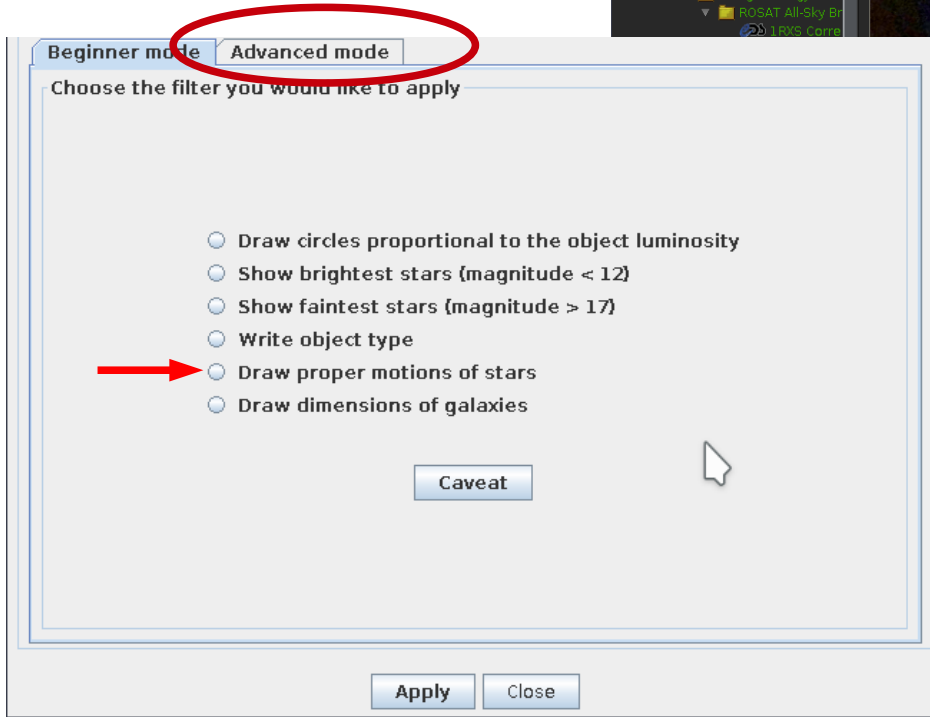 ROSAT All-Sky Br
1RXS Corre
Beginner mode Advanced mode
Choose the filter you would like to apply
Draw circles proportional to the object luminosity
Show brightest stars (magnitude < 12)
Show faintest stars (magnitude > 17)
Write object type
Draw proper motions of stars
Draw dimensions of galaxies
Caveat
Apply Close